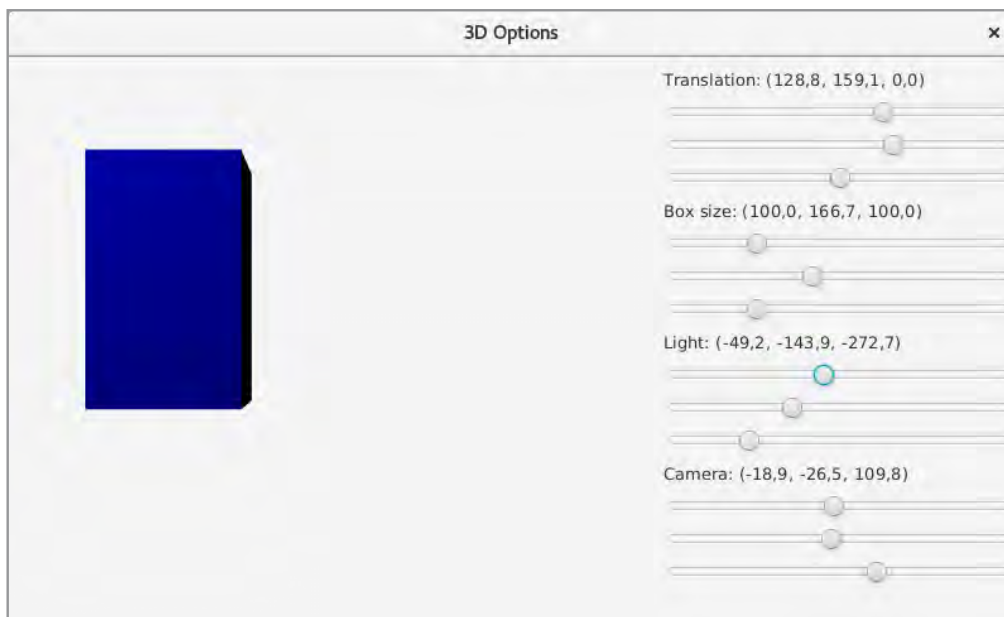 3D Options
Translation: (128,8, 159,1, 0,0)
Box size: (100,0, 166,7, 100,0)
Light: (-49,2, -143,9, -272,7)
Camera: (-18,9, -26,5, 109,8)